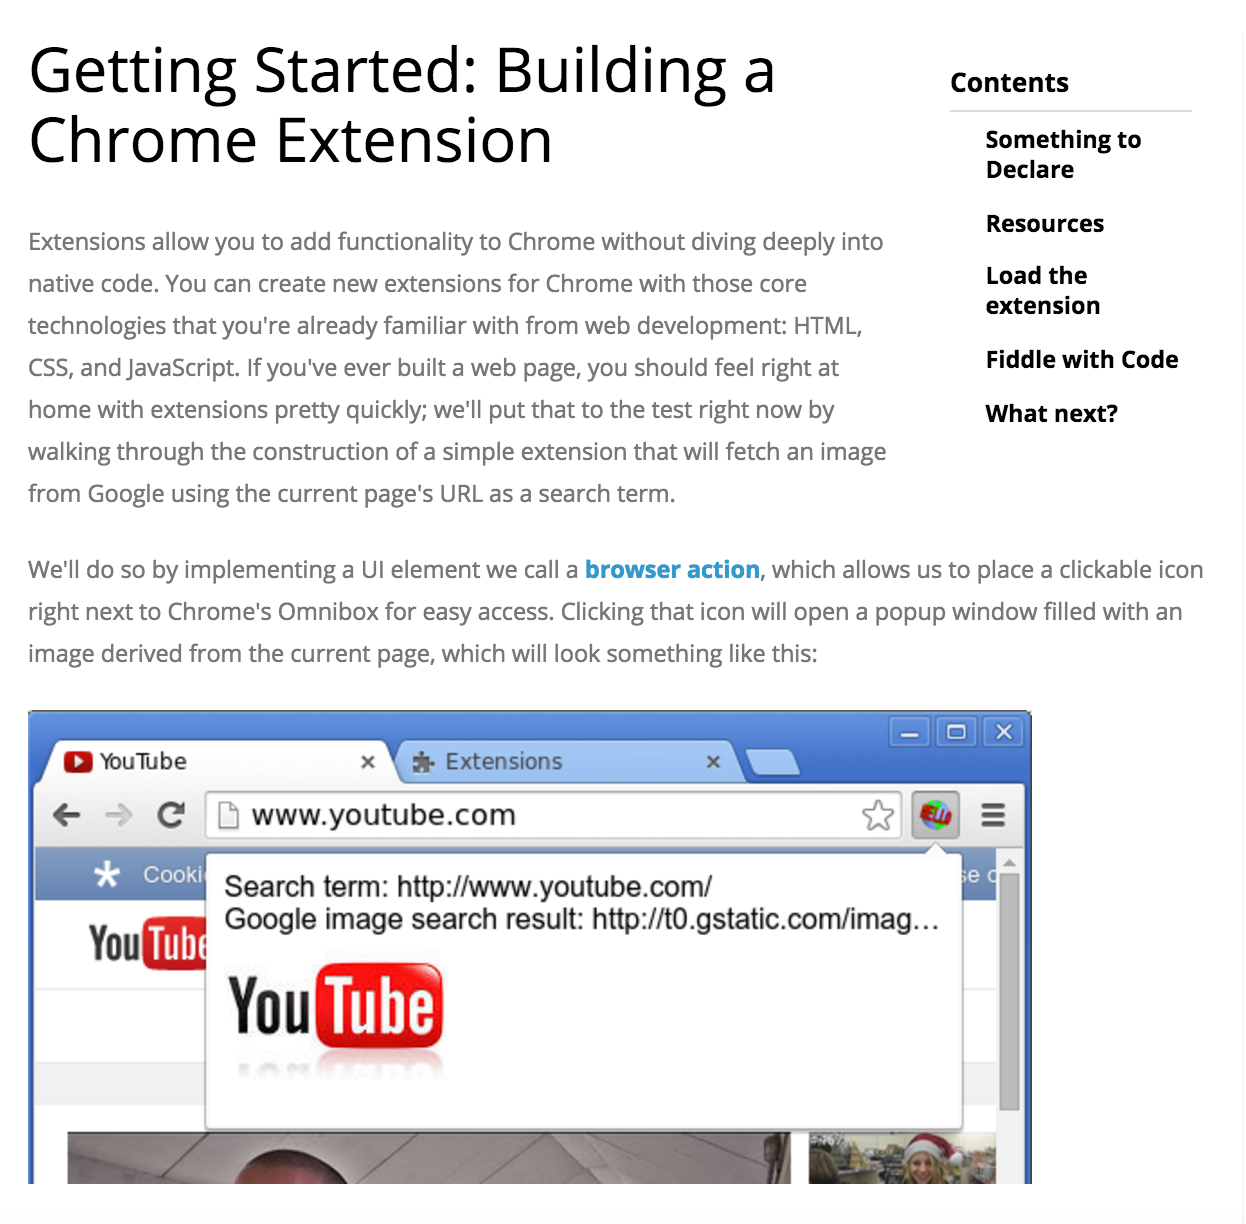 Getting Started: Building a
Chrome Extension
Contents
Something to
Declare
Resources
Load the
extension
Fiddle with Code
What next?
Extensions allow you to add functionality to Chrome without diving deeply into
native code. You can create new extensions for Chrome with those core
technologies that you're already familiar with from web development: HTML,
CSS, and JavaScript. If you've ever built a web page, you should feel right at
home with extensions pretty quickly; we'll put that to the test right now by
walking through the construction of a simple extension that will fetch an image
from Google using the current page's URL as a search term.
We'll do so by implementing a UI element we call a browser action, which allows us to place a clickable icon
right next to Chrome's Omnibox for easy access. Clicking that icon will open a popup window filled with an
image derived from the current page, which will look something like this:
YouTube
Extensions
www.youtube.com
HELLO
Cooki
se c
Search term: http://www.youtube.com/
Google image search result: http://t0.gstatic.com/imag...
YouTube
YouTube